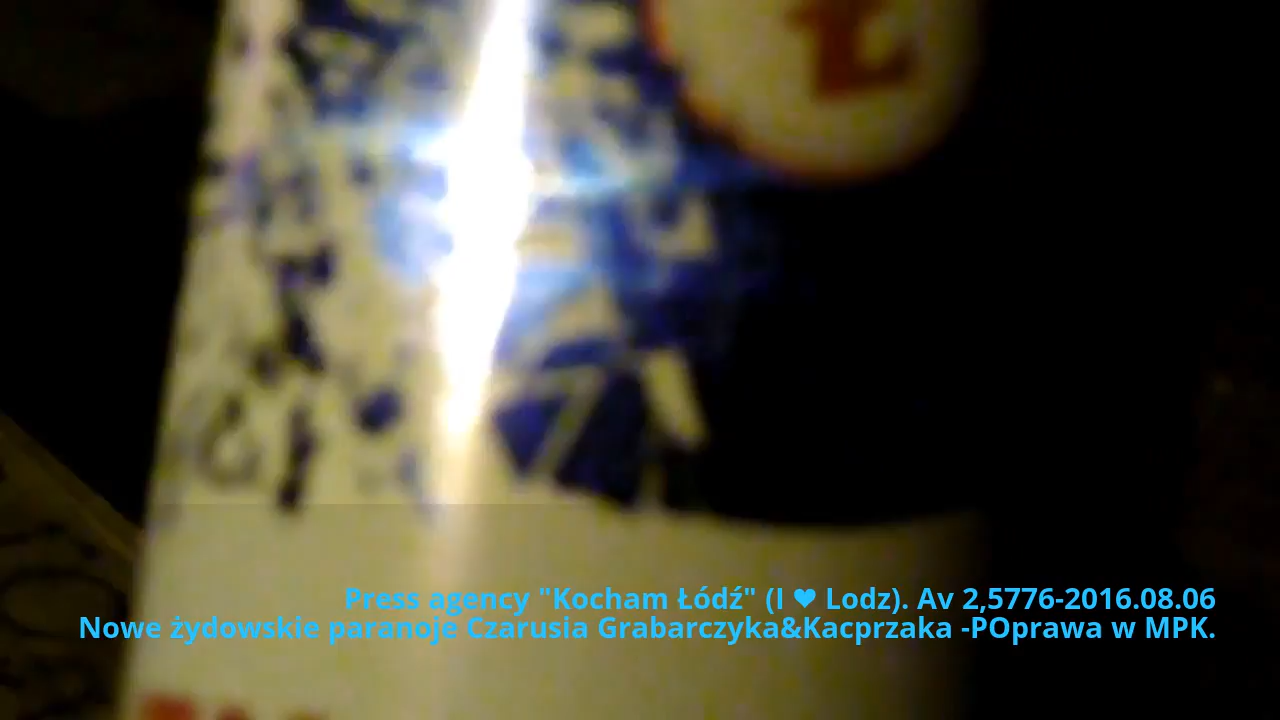 Press agency "Kocham Łódź" (I ♥ Lodz). Av 2,5776-2016.08.06
Nowe żydowskie paranoje Czarusia Grabarczyka&Kacprzaka -POprawa w MPK.